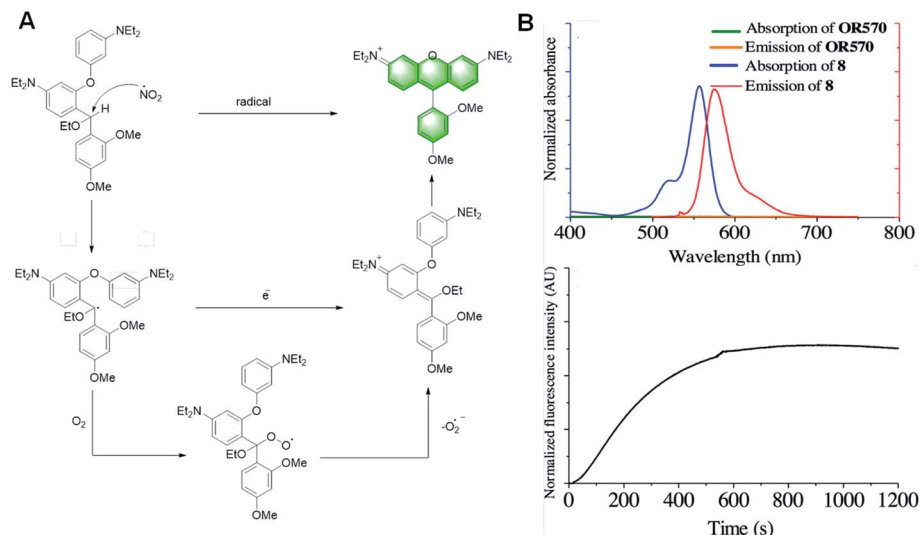 A
NEt2
O
Et2N
H
•NO2
EtO
OMe
OMe
radical
Et2N+
O
NEt2
OMe
OMe
NEt2
Et2N
O
EtO
OMe
OMe
e-
NEt2
O
Et2N+
OEt
OMe
OMe
O2
NEt2
Et2N
O
O
O•
EtO
OMe
OMe
-O2•-
B
Absorption of OR570
Emission of OR570
Absorption of 8
Emission of 8
Normalized absorbance
400 500 600 700 800
Wavelength (nm)
Normalized fluorescence intensity (AU)
0 200 400 600 800 1000 1200
Time (s)